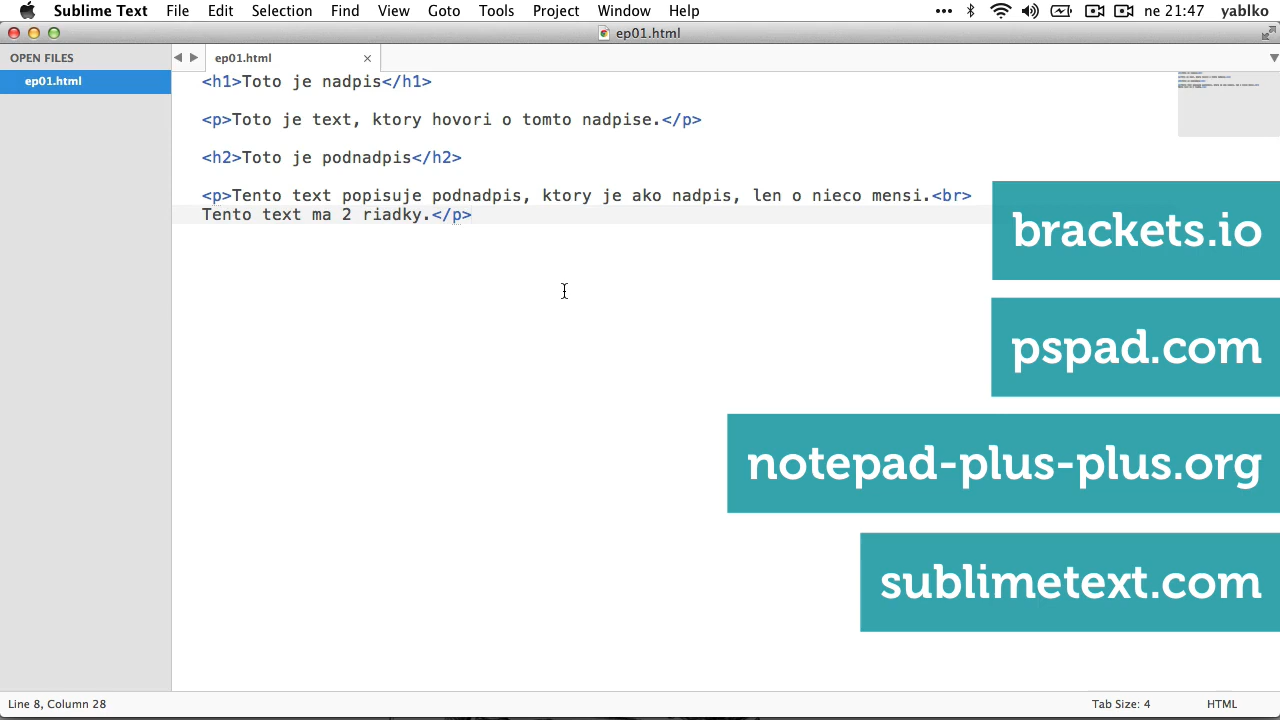 Sublime Text File Edit Selection Find View Goto Tools Project Window Help ne 21:47 yablko
ep01.html
OPEN FILES
ep01.html
ep01.html
<h1>Toto je nadpis</h1>
<p>Toto je text, ktory hovori o tomto nadpise.</p>
<h2>Toto je podnadpis</h2>
<p>Tento text popisuje podnadpis, ktory je ako nadpis, len o nieco mensi.<br>
Tento text ma 2 riadky.</p>
brackets.io
pspad.com
notepad-plus-plus.org
sublimetext.com
Line 8, Column 28 Tab Size: 4 HTML